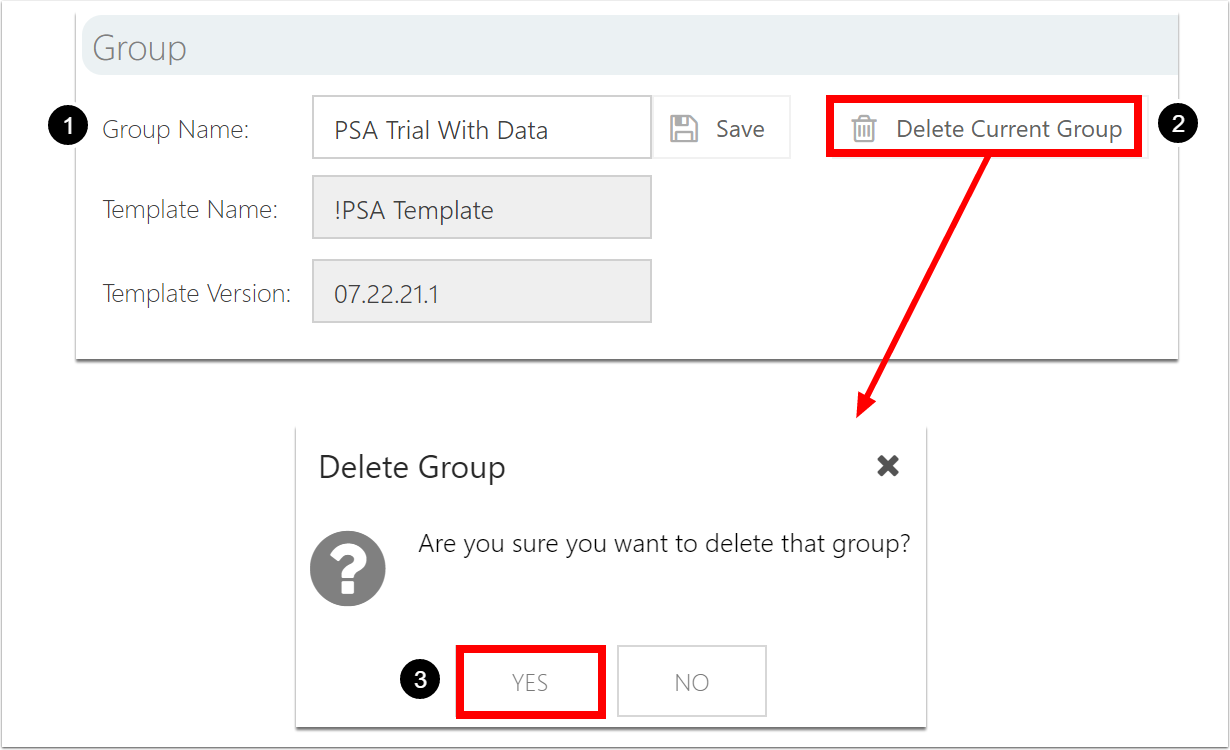 Group
1 Group Name: PSA Trial With Data Save Delete Current Group 2
Template Name: !PSA Template
Template Version: 07.22.21.1
Delete Group
Are you sure you want to delete that group?
?
3 YES NO